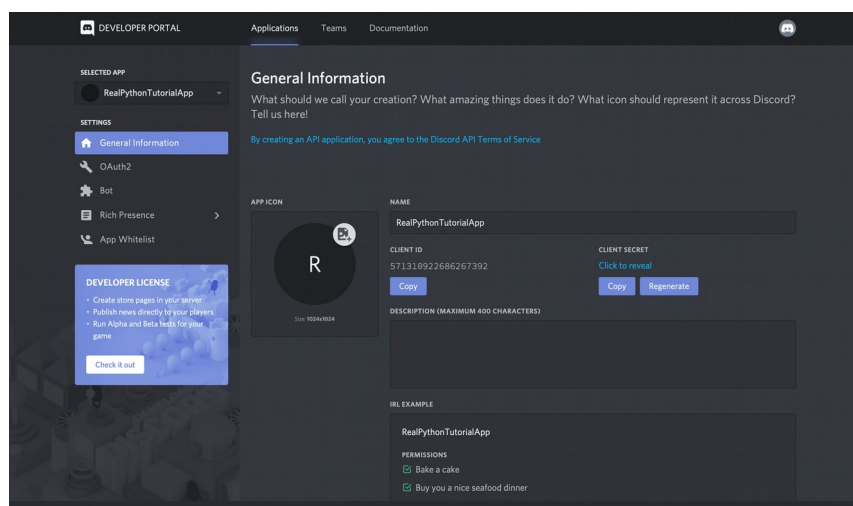 DEVELOPER PORTAL
Applications
Teams
Documentation
SELECTED APP
RealPythonTutorialApp
SETTINGS
General Information
OAuth2
Bot
Rich Presence
App Whitelist
DEVELOPER LICENSE
• Create store pages in your server
• Publish news directly to your players
• Run Alpha and Beta tests for your
game
Check it out
General Information
What should we call your creation? What amazing things does it do? What icon should represent it across Discord?
Tell us here!
By creating an API application, you agree to the Discord API Terms of Service
APP ICON
R
Size: 1024x1024
NAME
RealPythonTutorialApp
CLIENT ID
571310922686267392
Copy
CLIENT SECRET
Click to reveal
Copy
Regenerate
DESCRIPTION (MAXIMUM 400 CHARACTERS)
IRL EXAMPLE
RealPythonTutorialApp
PERMISSIONS
Bake a cake
Buy you a nice seafood dinner